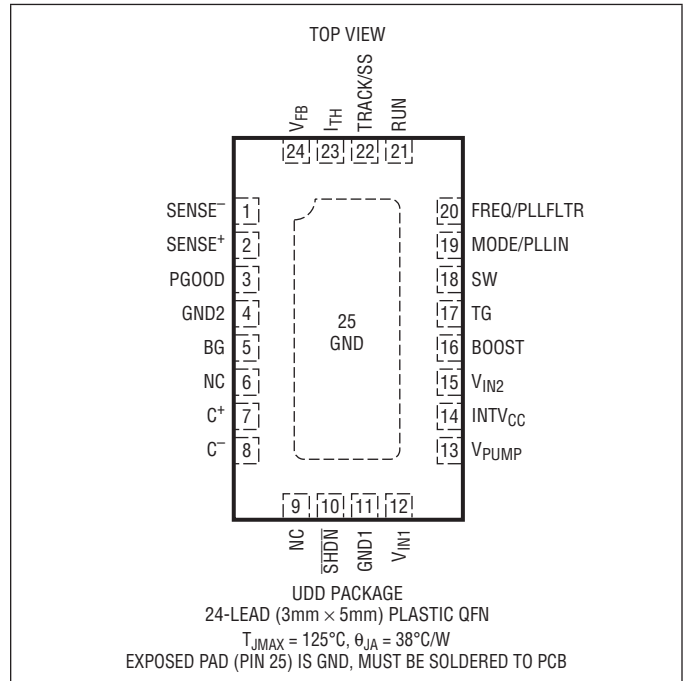 TOP VIEW
VFB
ITH
TRACK/SS
RUN
24 23 22 21
SENSE⁻ 1
SENSE⁺ 2
PGOOD 3
GND2 4
BG 5
NC 6
C⁺ 7
C⁻ 8
25
GND
20 FREQ/PLLFLTR
19 MODE/PLLIN
18 SW
17 TG
16 BOOST
15 VIN2
14 INTVCC
13 VPUMP
9 10 11 12
NC
SHDN
GND1
VIN1
UDD PACKAGE
24-LEAD (3mm × 5mm) PLASTIC QFN
TJMAX = 125°C, θJA = 38°C/W
EXPOSED PAD (PIN 25) IS GND, MUST BE SOLDERED TO PCB